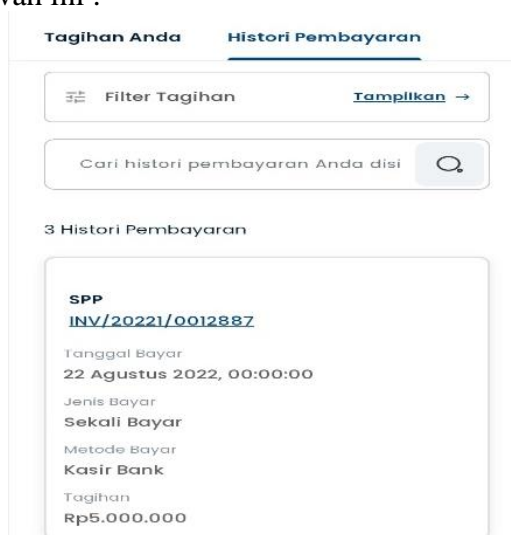 Tagihan Anda Histori Pembayaran
Filter Tagihan Tampilkan →
Cari histori pembayaran Anda disi
3 Histori Pembayaran
SPP
INV/20221/0012887
Tanggal Bayar
22 Agustus 2022, 00:00:00
Jenis Bayar
Sekali Bayar
Metode Bayar
Kasir Bank
Tagihan
Rp5.000.000